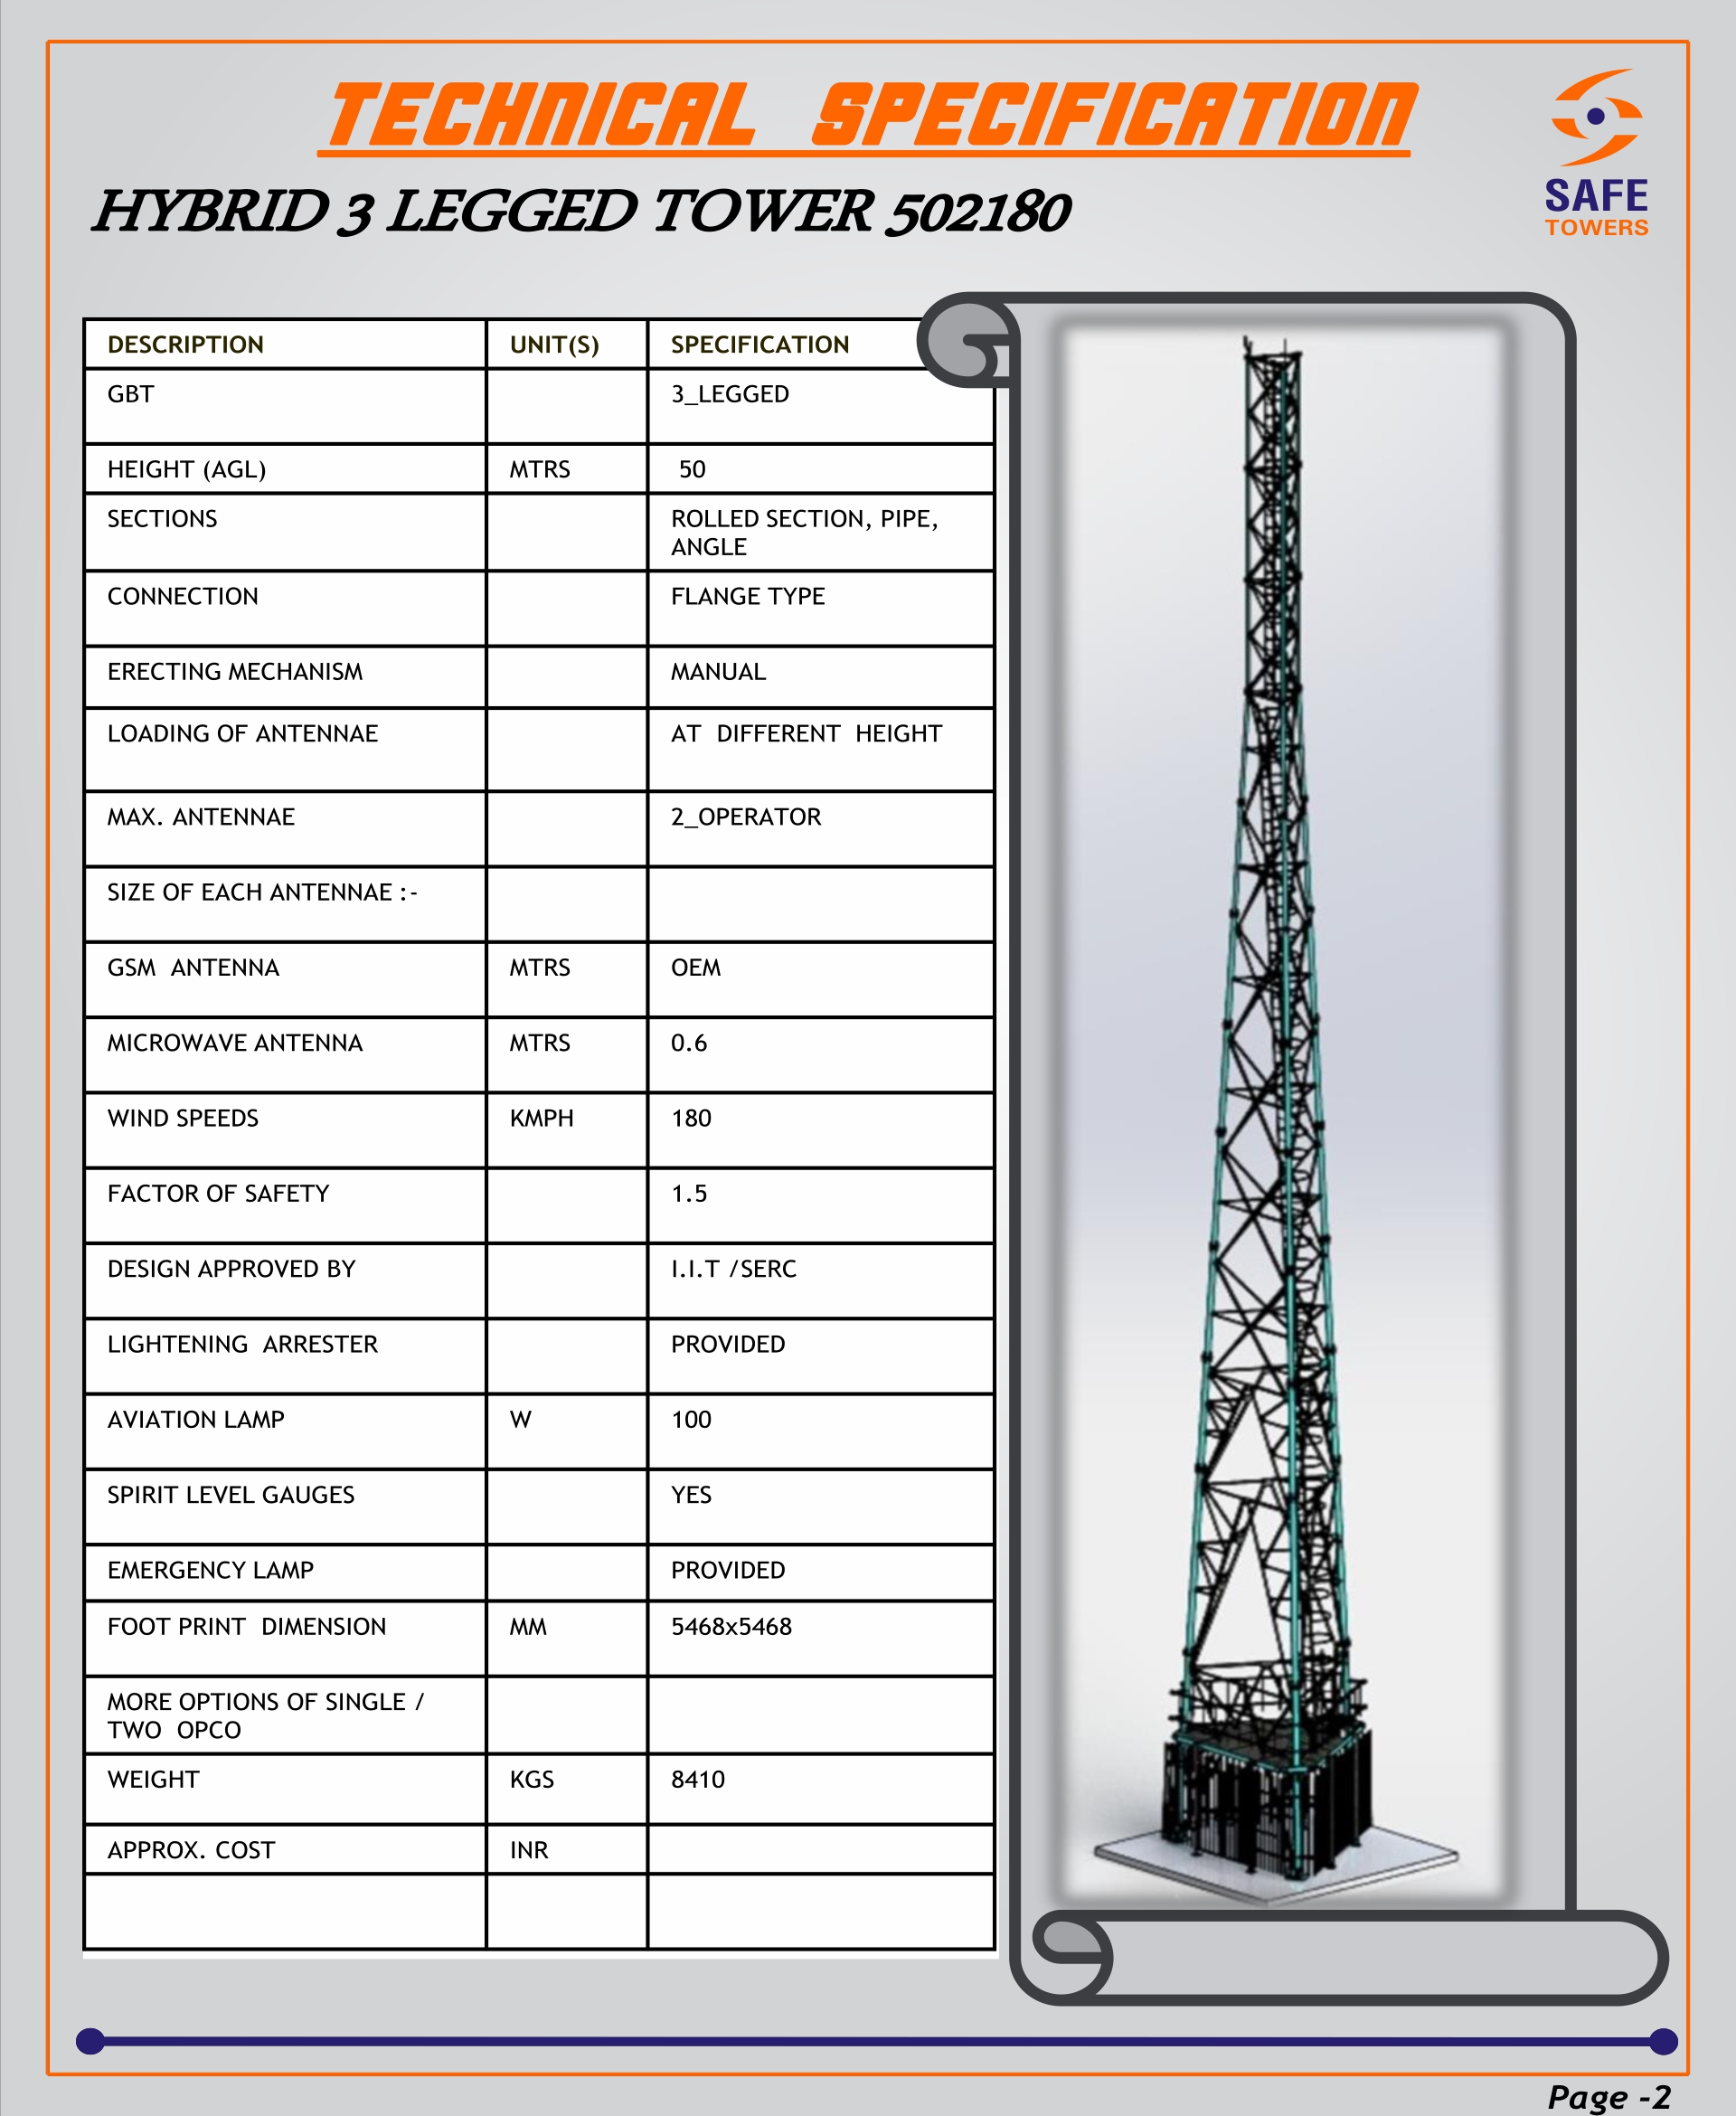 TECHNICAL SPECIFICATION
SAFE
TOWERS
HYBRID 3 LEGGED TOWER 502180
DESCRIPTION UNIT(S) SPECIFICATION
GBT 3_LEGGED
HEIGHT (AGL) MTRS 50
SECTIONS ROLLED SECTION, PIPE,
ANGLE
CONNECTION FLANGE TYPE
ERECTING MECHANISM MANUAL
LOADING OF ANTENNAE AT DIFFERENT HEIGHT
MAX. ANTENNAE 2_OPERATOR
SIZE OF EACH ANTENNAE :-
GSM ANTENNA MTRS OEM
MICROWAVE ANTENNA MTRS 0.6
WIND SPEEDS KMPH 180
FACTOR OF SAFETY 1.5
DESIGN APPROVED BY I.I.T /SERC
LIGHTENING ARRESTER PROVIDED
AVIATION LAMP W 100
SPIRIT LEVEL GAUGES YES
EMERGENCY LAMP PROVIDED
FOOT PRINT DIMENSION MM 5468x5468
MORE OPTIONS OF SINGLE /
TWO OPCO
WEIGHT KGS 8410
APPROX. COST INR
Page -2